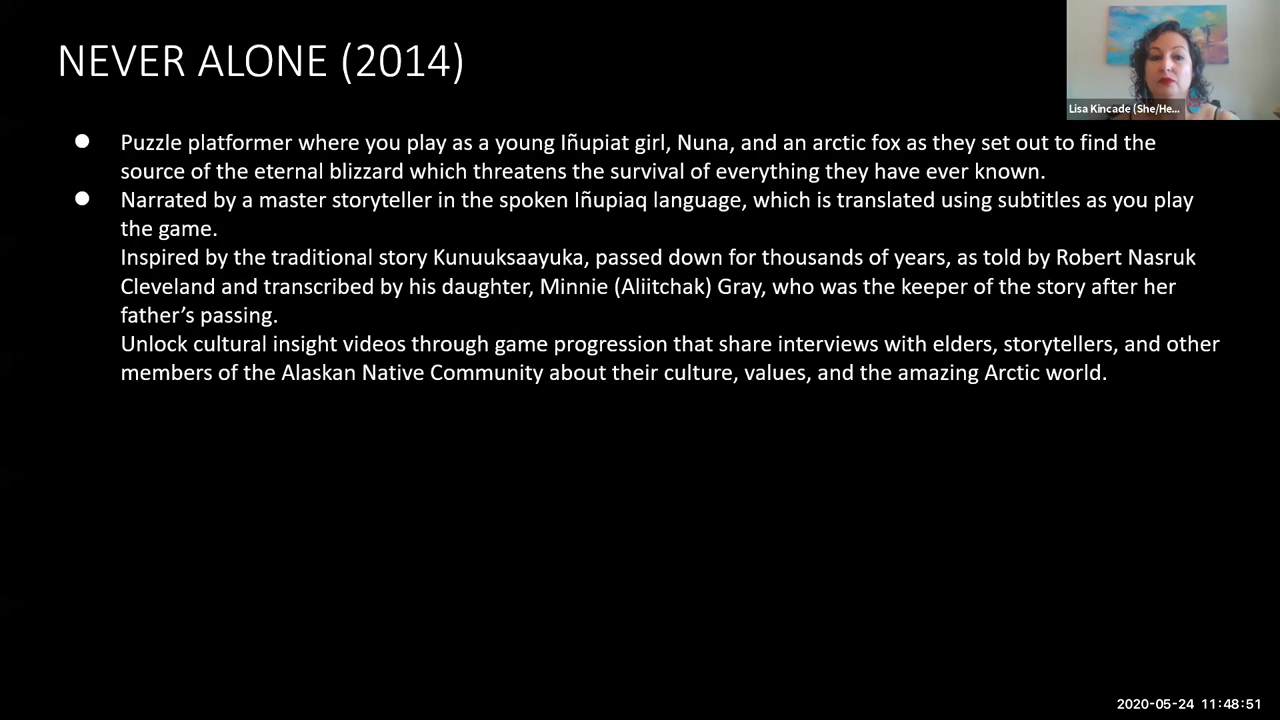 NEVER ALONE (2014)
Lisa Kincade (She/He...
● Puzzle platformer where you play as a young Iñupiat girl, Nuna, and an arctic fox as they set out to find the
source of the eternal blizzard which threatens the survival of everything they have ever known.
● Narrated by a master storyteller in the spoken Iñupiaq language, which is translated using subtitles as you play
the game.
Inspired by the traditional story Kunuuksaayuka, passed down for thousands of years, as told by Robert Nasruk
Cleveland and transcribed by his daughter, Minnie (Aliitchak) Gray, who was the keeper of the story after her
father’s passing.
Unlock cultural insight videos through game progression that share interviews with elders, storytellers, and other
members of the Alaskan Native Community about their culture, values, and the amazing Arctic world.
2020-05-24 11:48:51